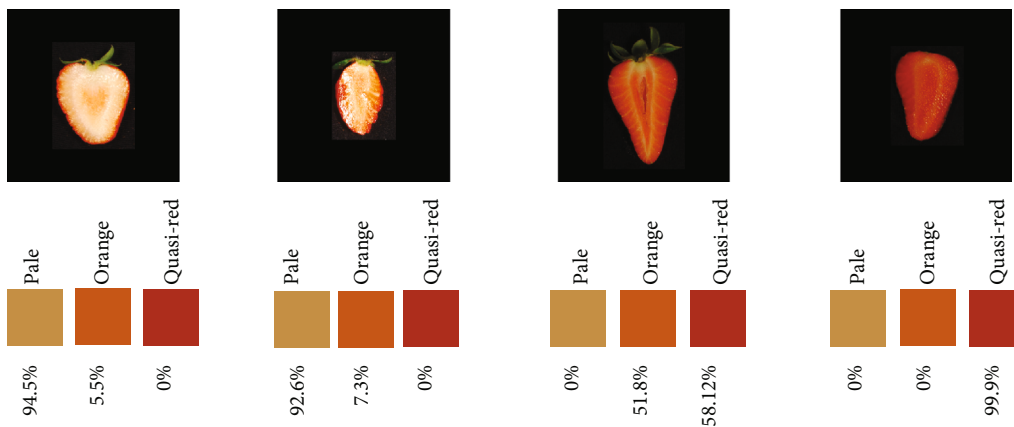 Pale
Orange
Quasi-red
94.5%
5.5%
0%
Pale
Orange
Quasi-red
92.6%
7.3%
0%
Pale
Orange
Quasi-red
0%
51.8%
58.12%
Pale
Orange
Quasi-red
0%
0%
99.9%